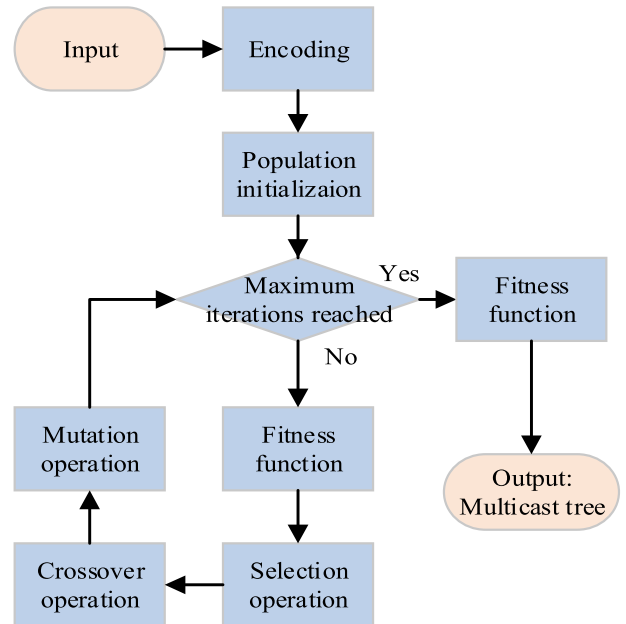 Input
Encoding
Population
initializaion
Maximum
iterations reached
Yes
No
Fitness
function
Output:
Multicast tree
Mutation
operation
Fitness
function
Crossover
operation
Selection
operation